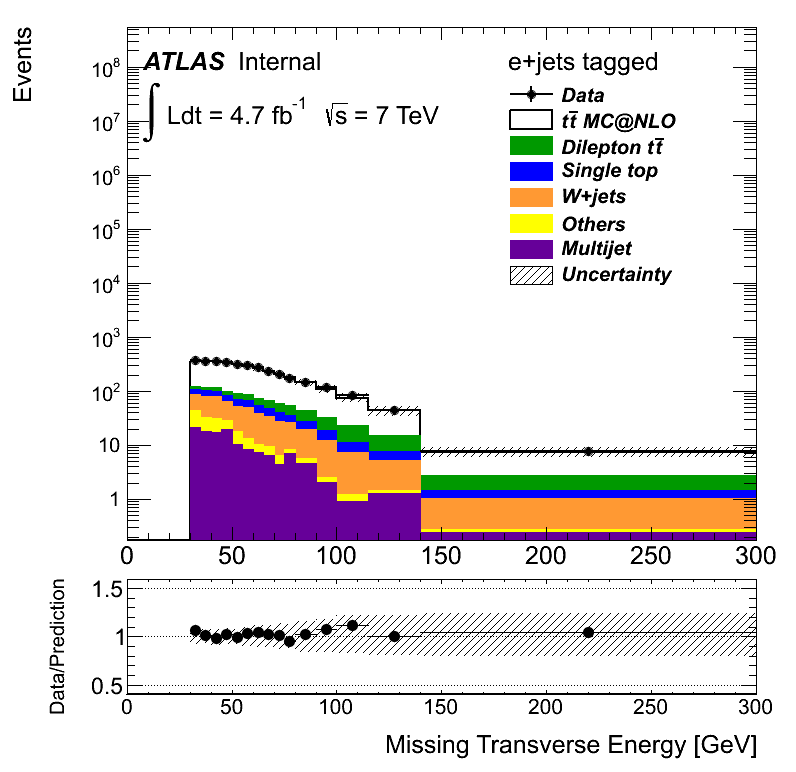 Events
ATLAS Internal
∫ Ldt = 4.7 fb⁻¹ √s = 7 TeV
e+jets tagged
Data
tt̅ MC@NLO
Dilepton tt̅
Single top
W+jets
Others
Multijet
Uncertainty
10⁸
10⁷
10⁶
10⁵
10⁴
10³
10²
10
1
0 50 100 150 200 250 300
Data/Prediction
1.5
1
0.5
0 50 100 150 200 250 300
Missing Transverse Energy [GeV]